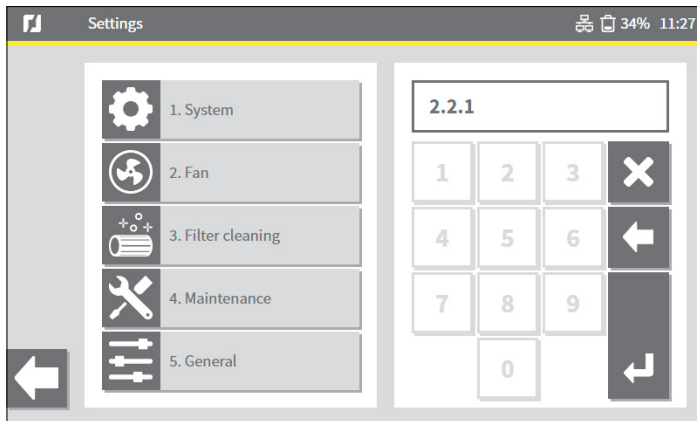 Settings
34% 11:27
1. System
2. Fan
3. Filter cleaning
4. Maintenance
5. General
2.2.1
1 2 3
4 5 6
7 8 9
0